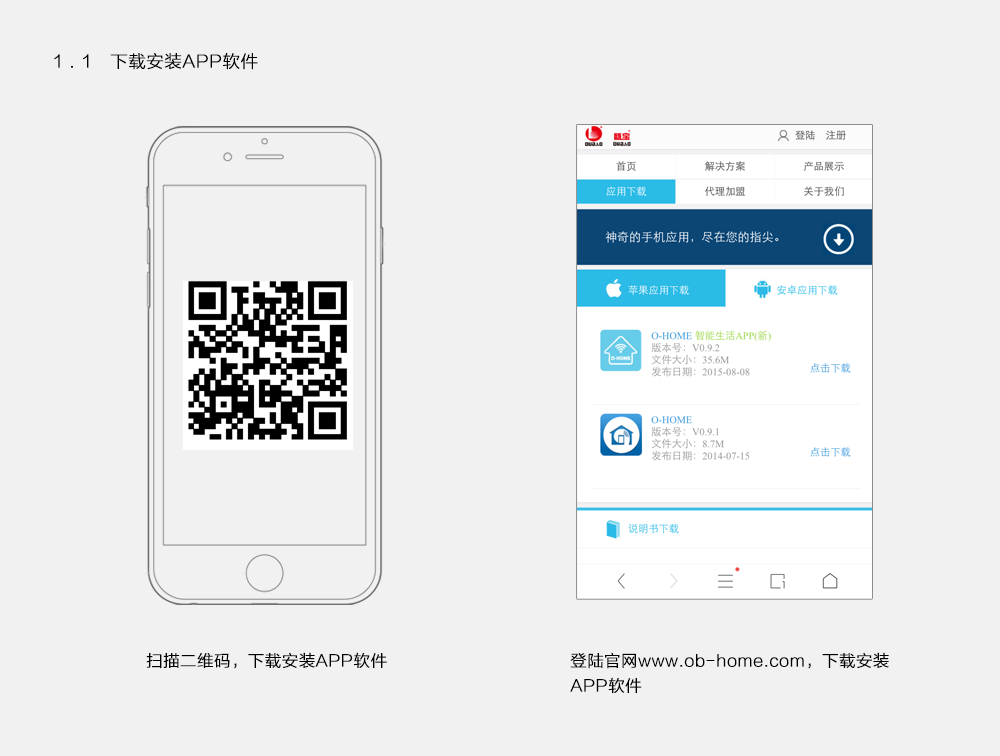 1.1 下载安装APP软件
瓯宝
OUBAO
OUBAO
登陆 注册
首页 解决方案 产品展示
应用下载 代理加盟 关于我们
神奇的手机应用，尽在您的指尖。
苹果应用下载 安卓应用下载
O-HOME 智能生活APP(新)
版本号：V0.9.2
文件大小：35.6M
发布日期：2015-08-08
点击下载
O-HOME
O-HOME
版本号：V0.9.1
文件大小：8.7M
发布日期：2014-07-15
点击下载
说明书下载
扫描二维码，下载安装APP软件
登陆官网www.ob-home.com，下载安装
APP软件